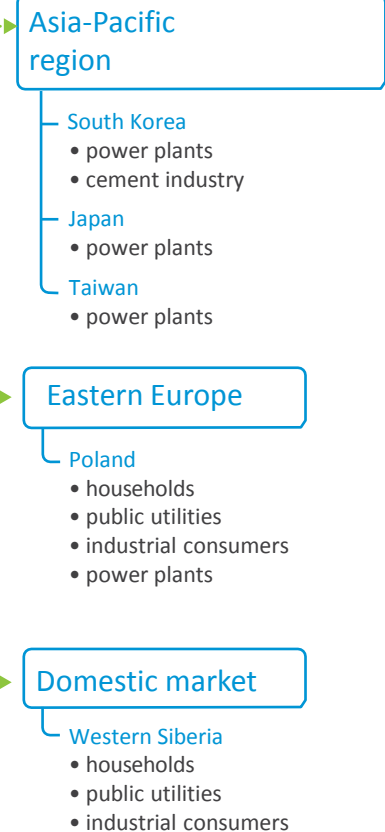 Asia-Pacific
region
South Korea
• power plants
• cement industry
Japan
• power plants
Taiwan
• power plants
Eastern Europe
Poland
• households
• public utilities
• industrial consumers
• power plants
Domestic market
Western Siberia
• households
• public utilities
• industrial consumers